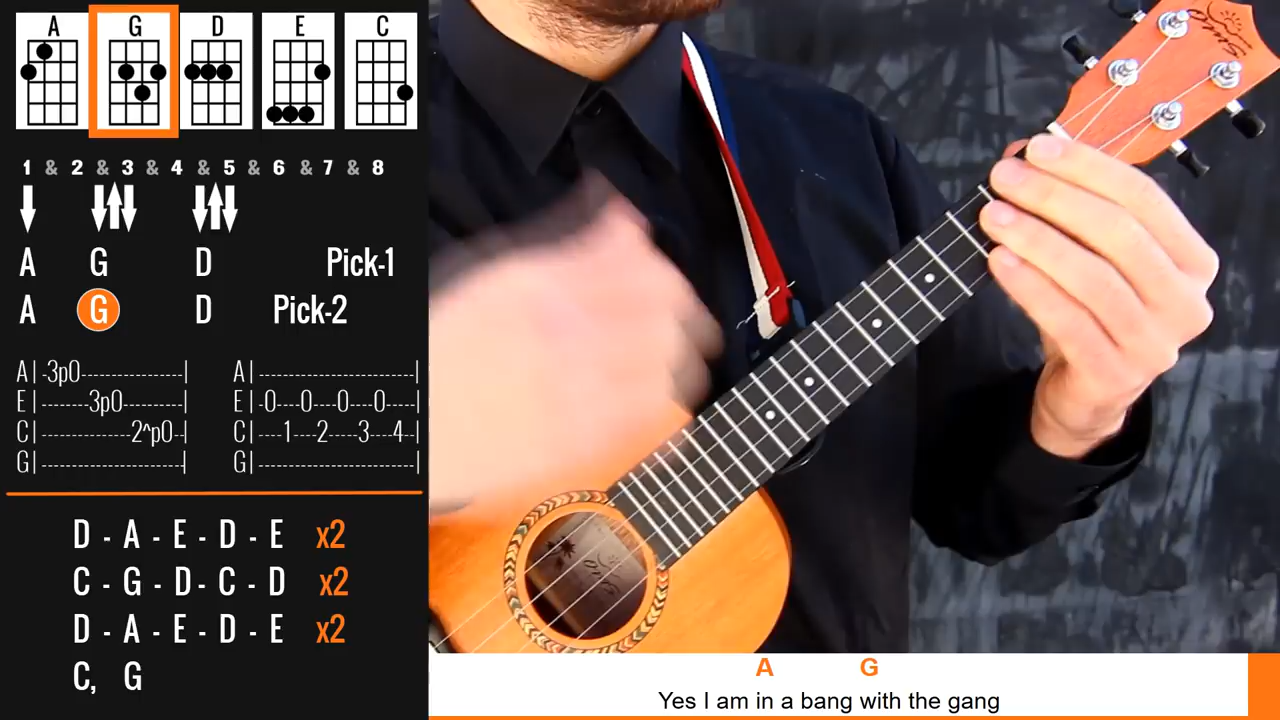 A G D E C
1 & 2 & 3 & 4 & 5 & 6 & 7 & 8
A G D Pick-1
A G D Pick-2
A|-3p0-----------------|
E|--------3p0----------|
C|---------------2^p0--|
G|-----------------------|
A|--------------------------|
E|-0----0----0----0-----|
C|----1----2-----3----4--|
G|--------------------------|
D - A - E - D - E x2
C - G - D - C - D x2
D - A - E - D - E x2
C, G
A G
Yes I am in a bang with the gang